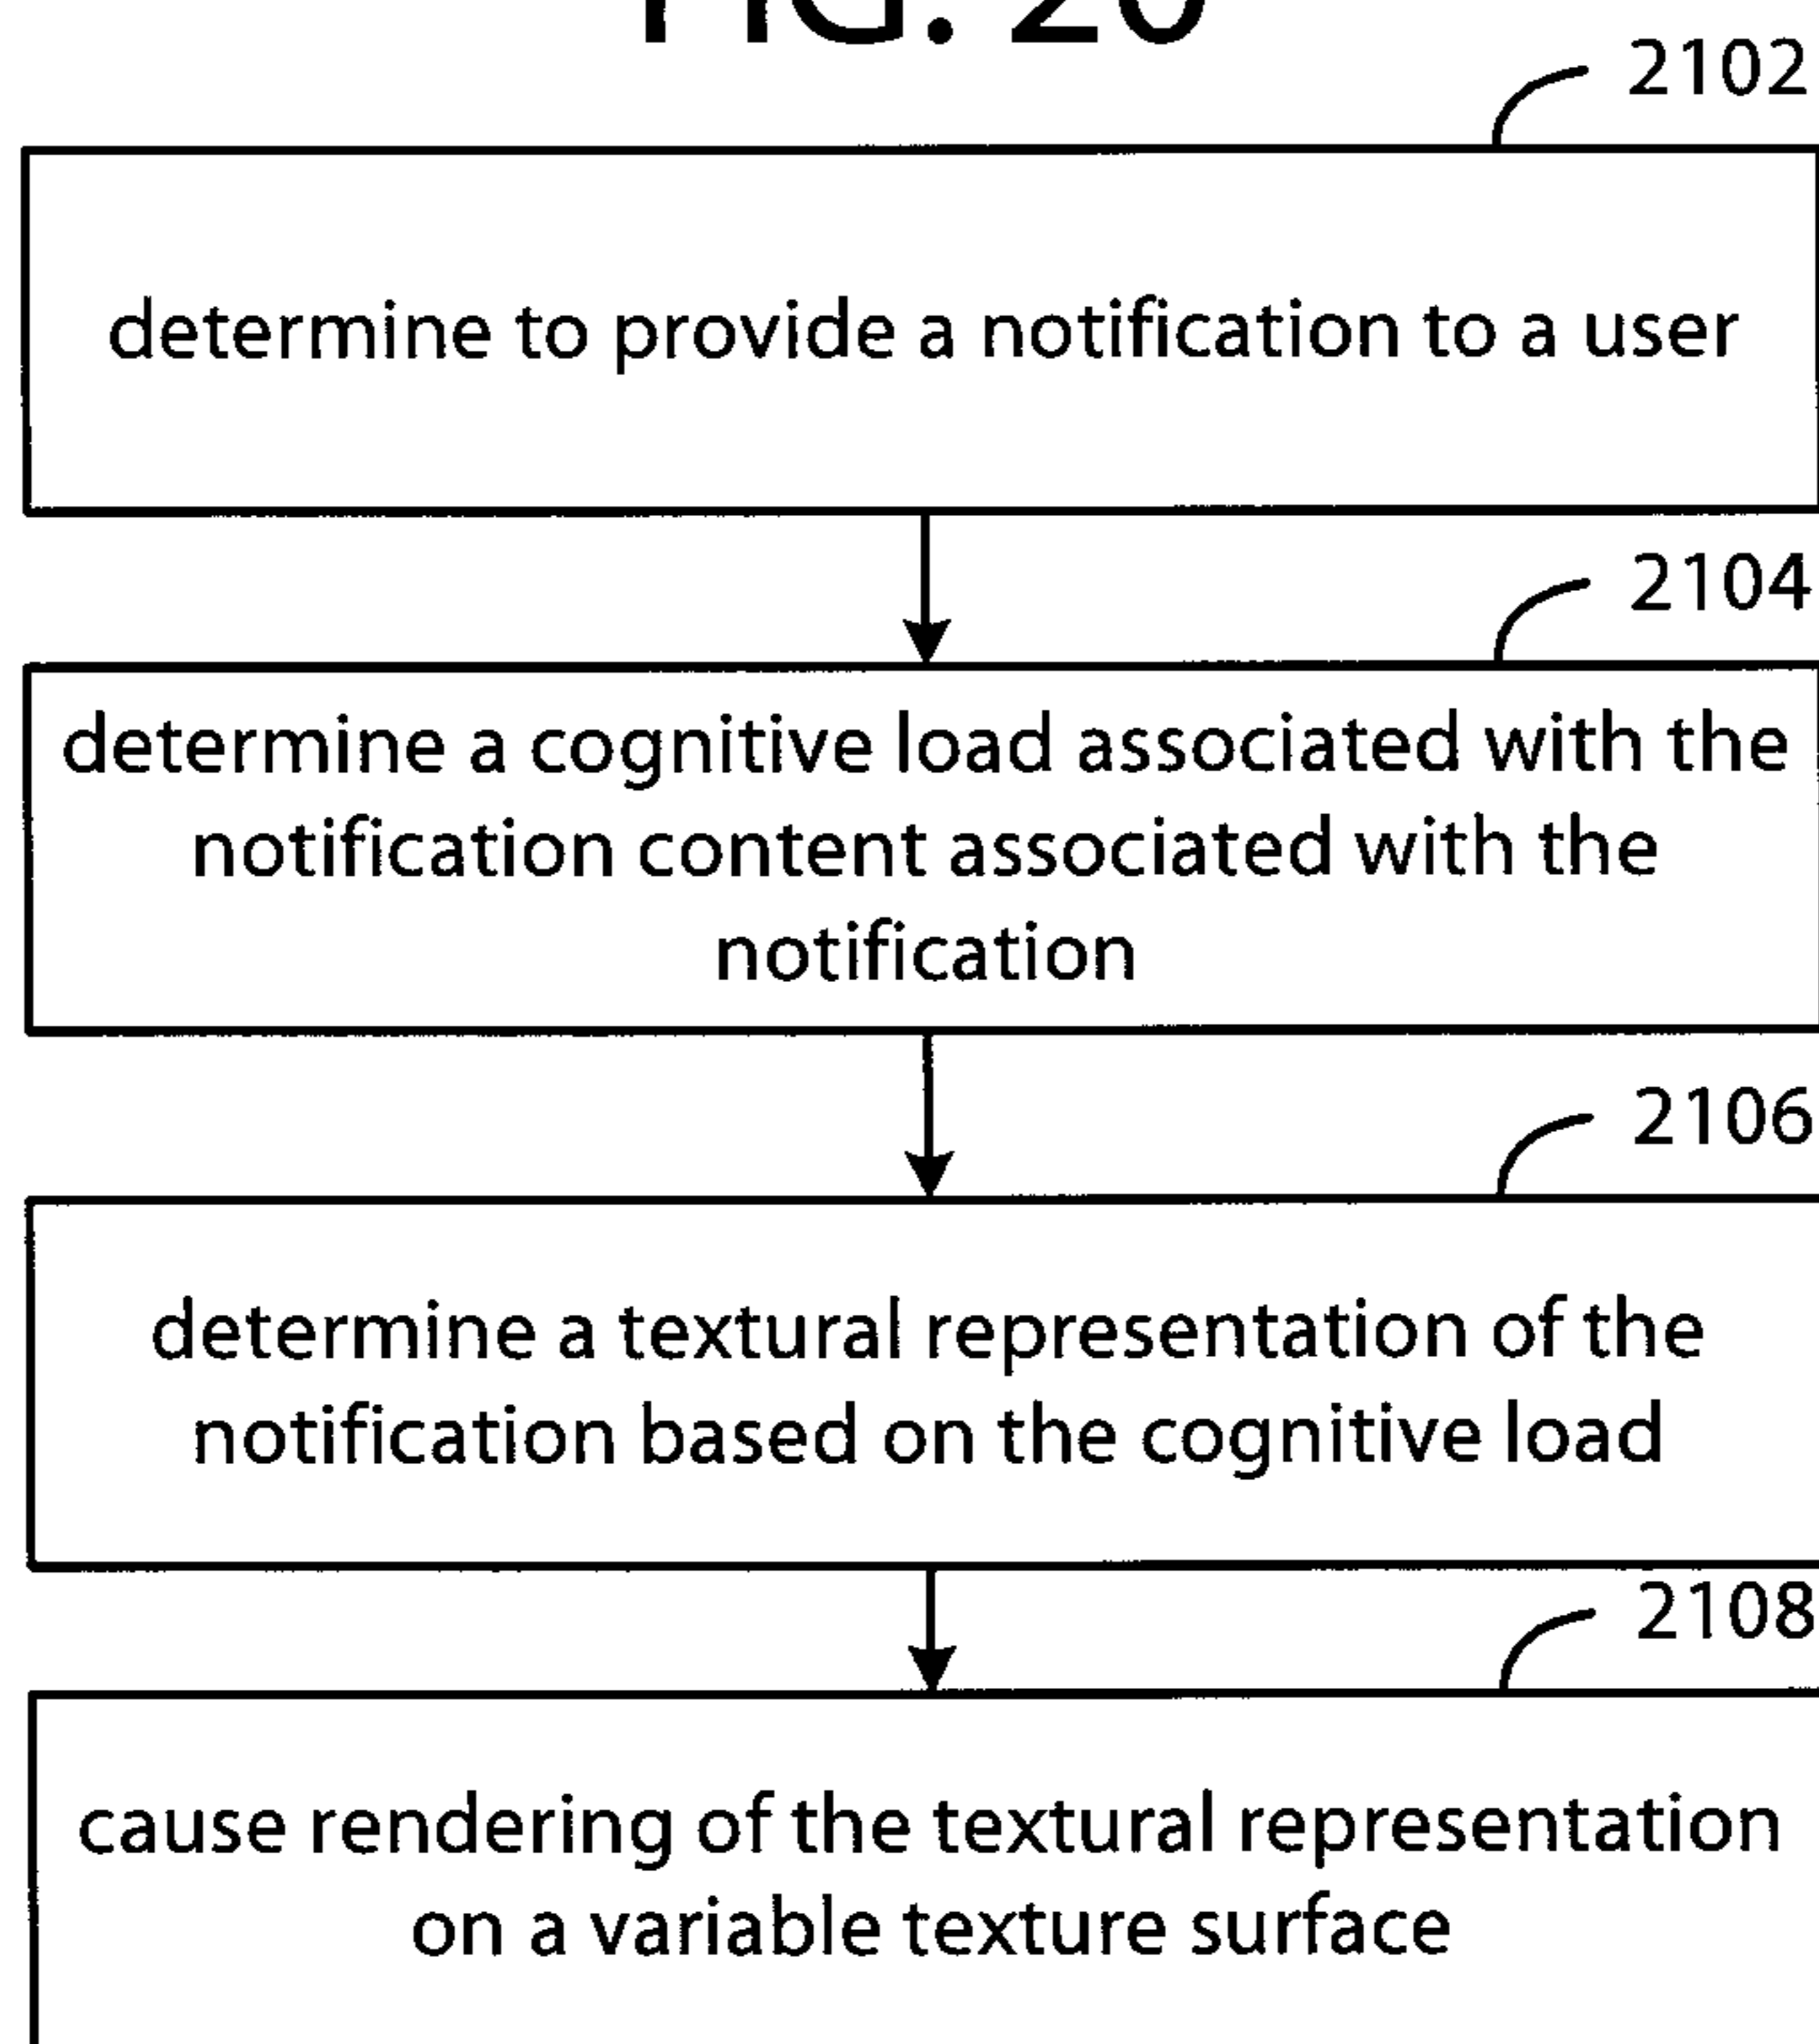 FIG. 20
2102
determine to provide a notification to a user
2104
determine a cognitive load associated with the
notification content associated with the
notification
2106
determine a textural representation of the
notification based on the cognitive load
2108
cause rendering of the textural representation
on a variable texture surface